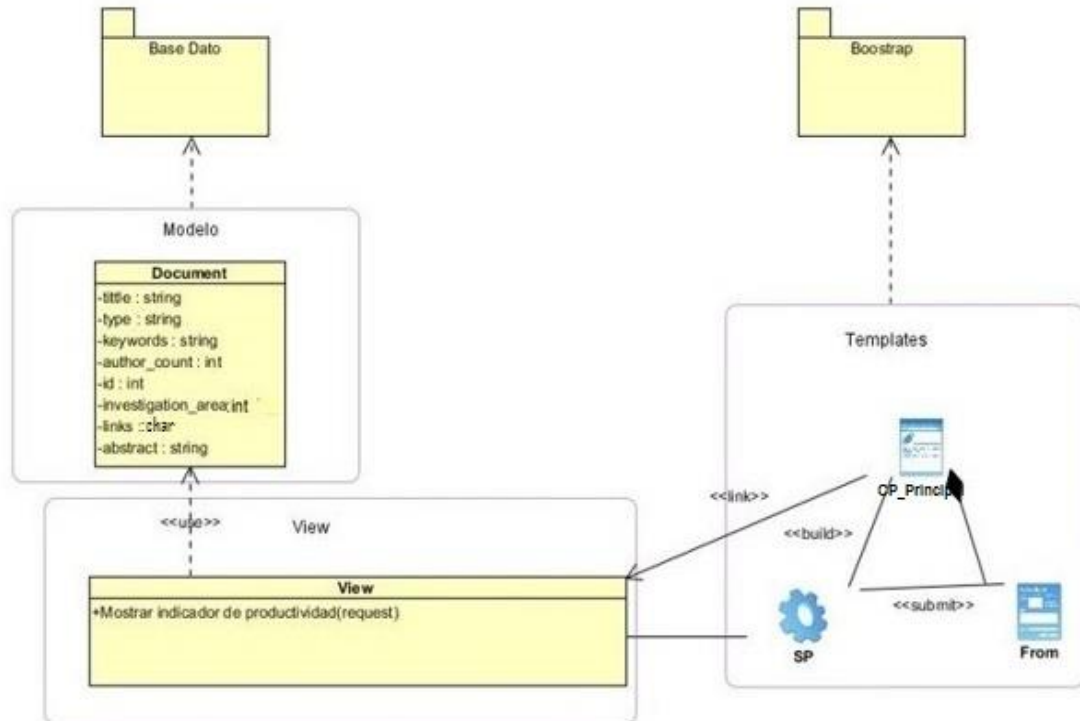 Base Dato
Boostrap
Modelo
Document
-tittle : string
-type : string
-keywords : string
-author_count : int
-id : int
-investigation_area:int
-links ::char
-abstract : string
Templates
CP_Principal
<<link>>
<<build>>
<<use>>
View
View
+Mostrar indicador de productividad(request)
<<submit>>
SP
From